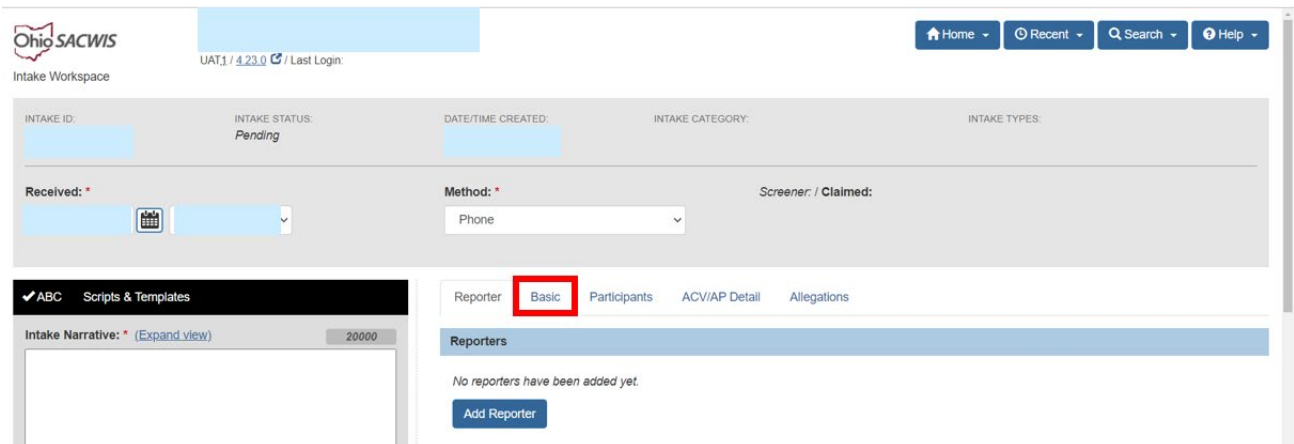 Ohio SACWIS
Home
Recent
Search
Help
UAT1 / 4.23.0 / Last Login:
Intake Workspace
INTAKE ID:
INTAKE STATUS:
DATE/TIME CREATED:
INTAKE CATEGORY:
INTAKE TYPES:
Pending
Received: *
Method: *
Screener: / Claimed:
Phone
ABC Scripts & Templates
Reporter Basic Participants ACV/AP Detail Allegations
Intake Narrative: * (Expand view) 20000
Reporters
No reporters have been added yet.
Add Reporter